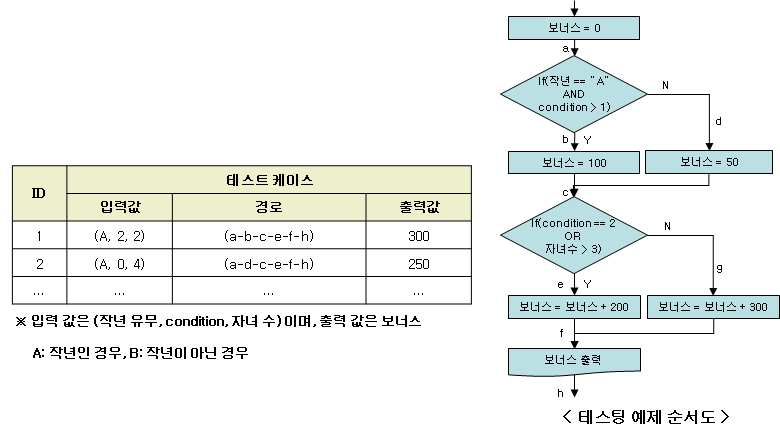 ID
테스트 케이스
입력값
경로
출력값
1
(A, 2, 2)
(a-b-c-e-f-h)
300
2
(A, 0, 4)
(a-d-c-e-f-h)
250
...
...
...
...
※ 입력 값은 (작년 유무, condition, 자녀 수) 이며, 출력 값은 보너스
A: 작년인 경우, B: 작년이 아닌 경우
보너스 = 0
a
If(작년 == "A"
AND
condition > 1)
N
b
Y
d
보너스 = 100
보너스 = 50
c
If(condition == 2
OR
자녀수 > 3)
N
e
Y
g
보너스 = 보너스 + 200
보너스 = 보너스 + 300
f
보너스 출력
h
< 테스팅 예제 순서도 >